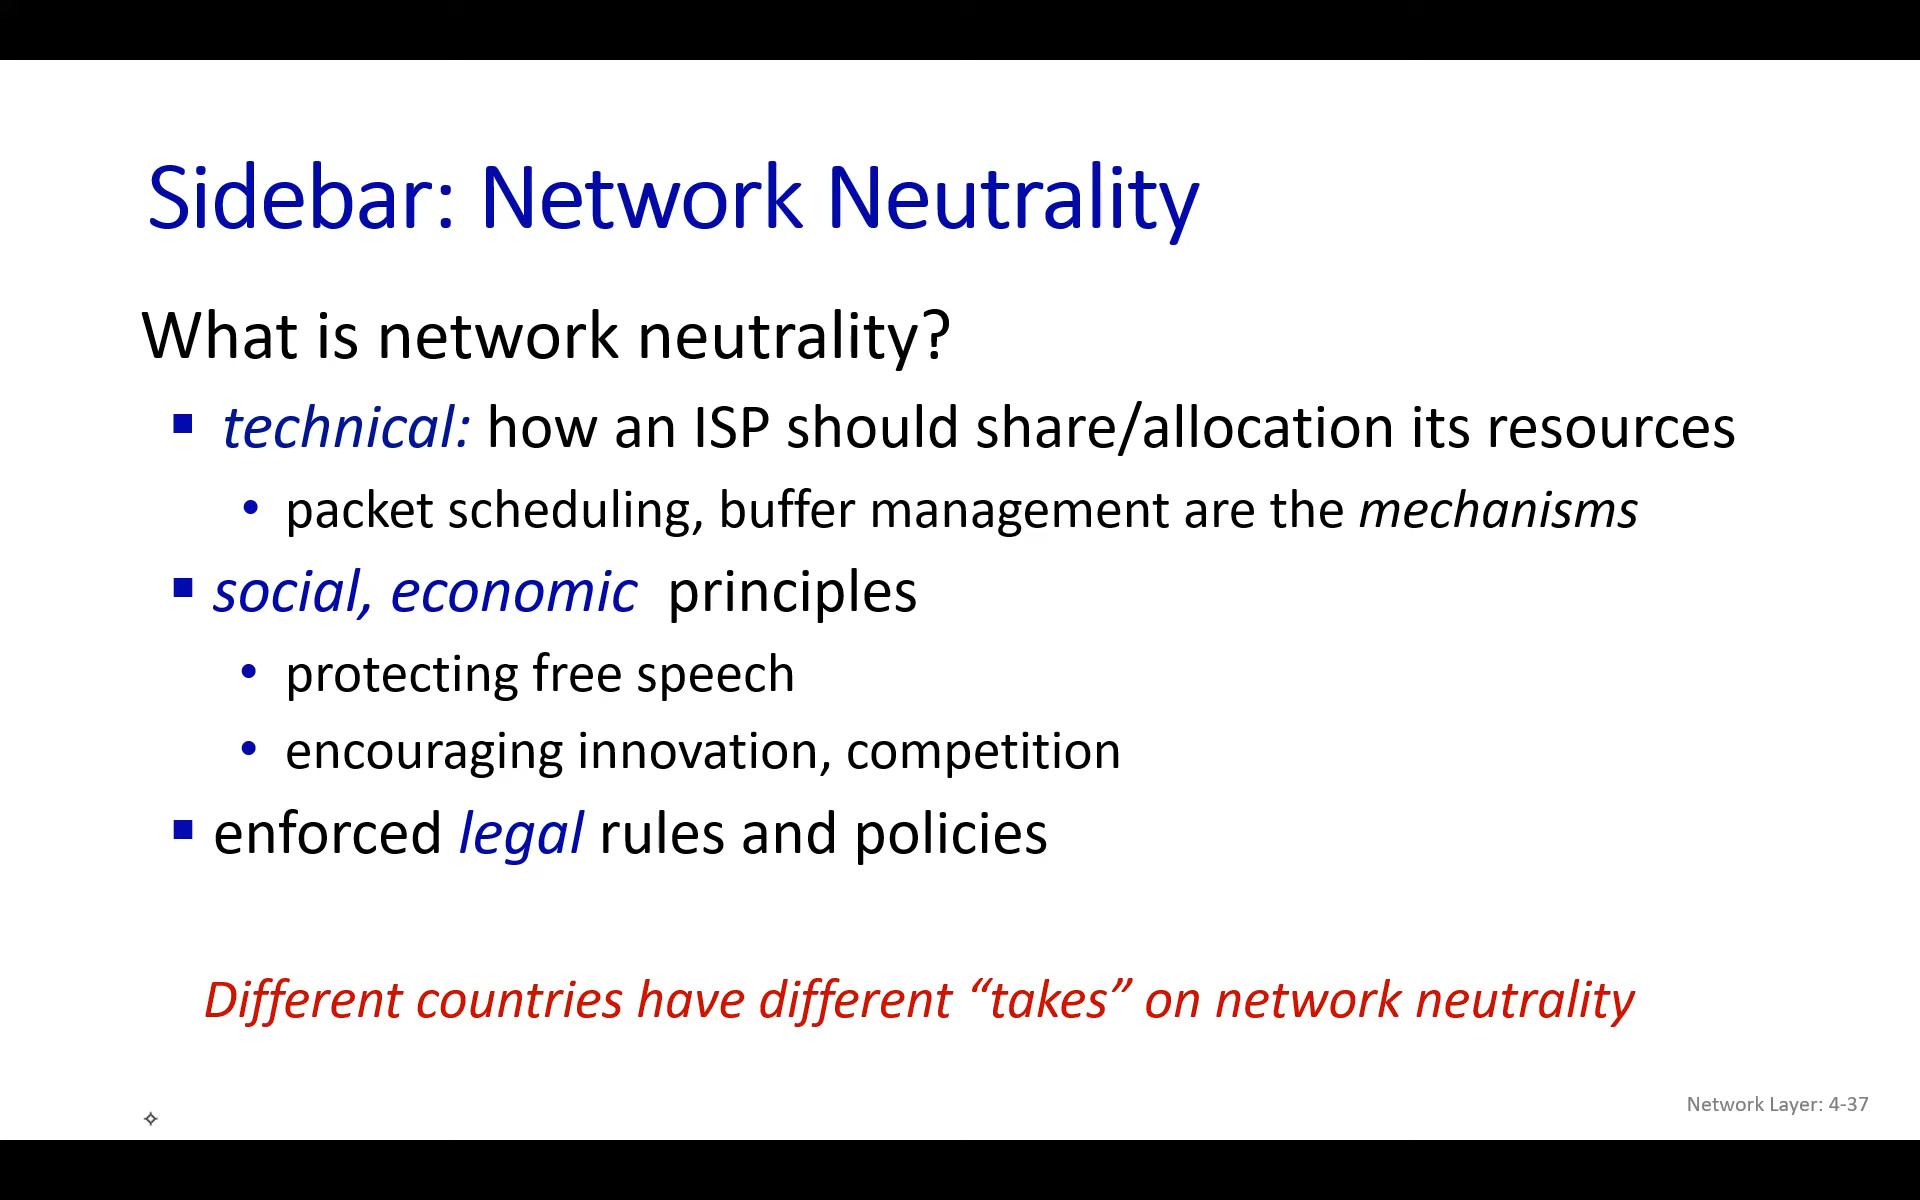 Sidebar: Network Neutrality
What is network neutrality?
▪ technical: how an ISP should share/allocation its resources
• packet scheduling, buffer management are the mechanisms
▪ social, economic principles
• protecting free speech
• encouraging innovation, competition
▪ enforced legal rules and policies
Different countries have different “takes” on network neutrality
Network Layer: 4-37